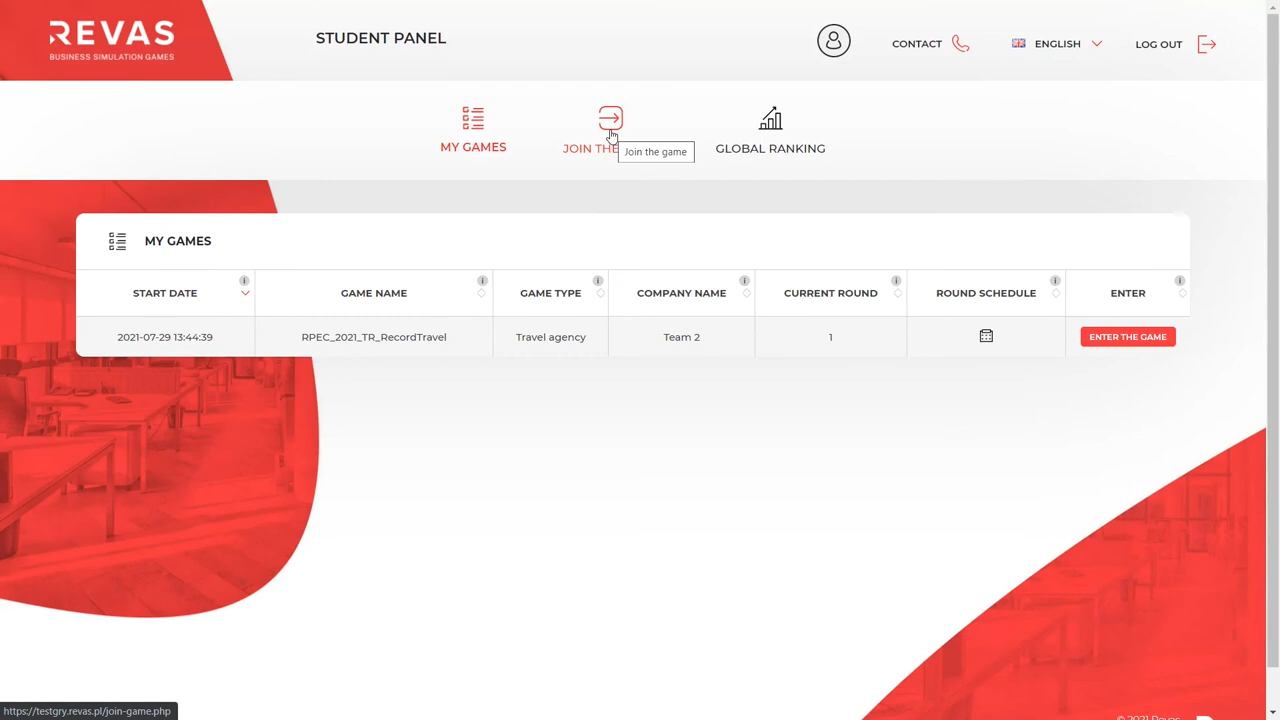 REVAS
BUSINESS SIMULATION GAMES
STUDENT PANEL
CONTACT
ENGLISH
LOG OUT
MY GAMES
JOIN THE
Join the game
GLOBAL RANKING
MY GAMES
START DATE
GAME NAME
GAME TYPE
COMPANY NAME
CURRENT ROUND
ROUND SCHEDULE
ENTER
2021-07-29 13:44:39
RPEC_2021_TR_RecordTravel
Travel agency
Team 2
1
ENTER THE GAME
https://testgry.revas.pl/join-game.php
© 2021 Revas